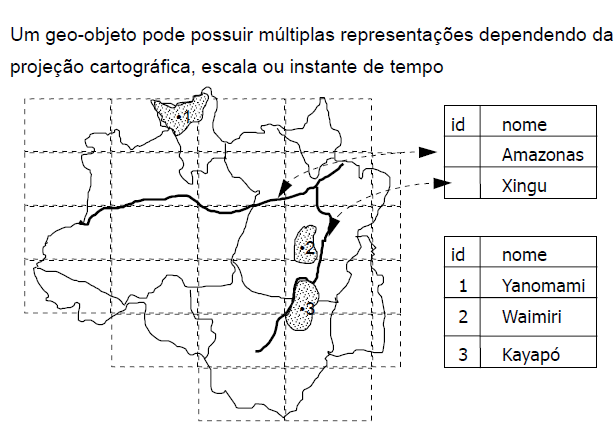 Um geo-objeto pode possuir múltiplas representações dependendo da
projeção cartográfica, escala ou instante de tempo
1
2
3
id nome
Amazonas
Xingu
id nome
1 Yanomami
2 Waimiri
3 Kayapó